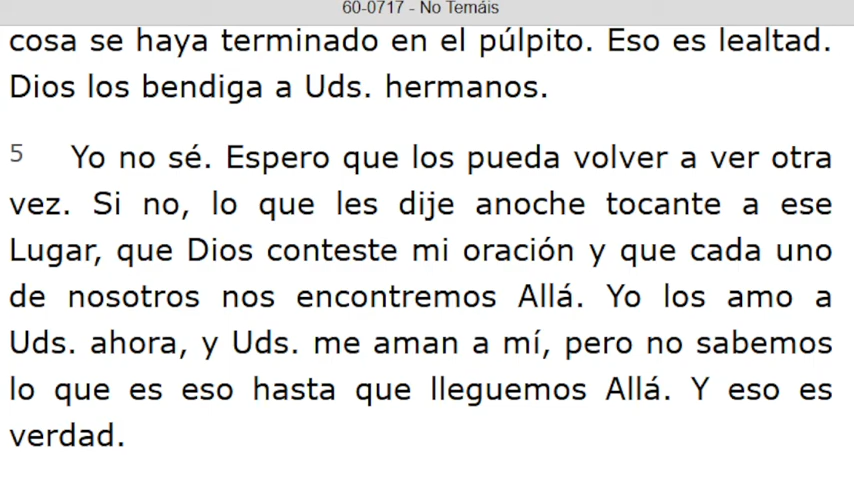 60-0717 - No Temáis
cosa se haya terminado en el púlpito. Eso es lealtad.
Dios los bendiga a Uds. hermanos.
5 Yo no sé. Espero que los pueda volver a ver otra
vez. Si no, lo que les dije anoche tocante a ese
Lugar, que Dios conteste mi oración y que cada uno
de nosotros nos encontremos Allá. Yo los amo a
Uds. ahora, y Uds. me aman a mí, pero no sabemos
lo que es eso hasta que lleguemos Allá. Y eso es
verdad.